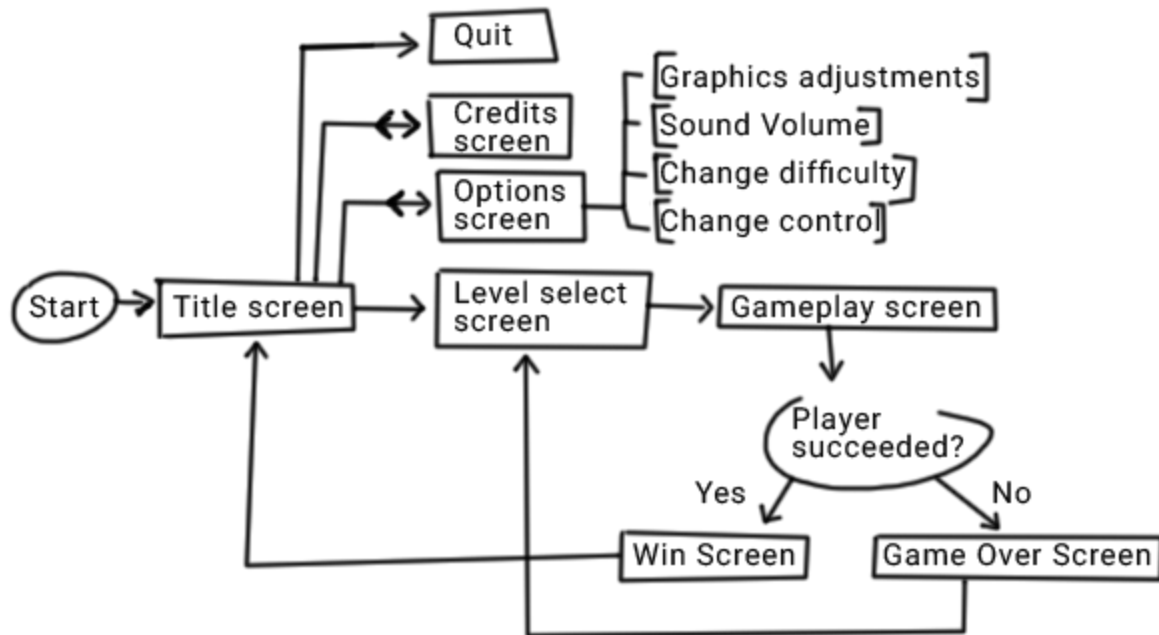 Quit
Credits
screen
Options
screen
Graphics adjustments
Sound Volume
Change difficulty
Change control
Start
Title screen
Level select
screen
Gameplay screen
Player
succeeded?
Yes
No
Win Screen
Game Over Screen